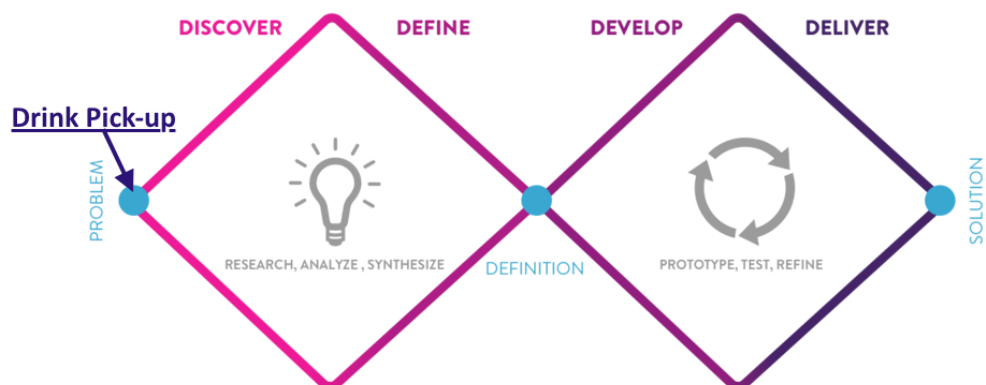 DISCOVER
DEFINE
DEVELOP
DELIVER
Drink Pick-up
PROBLEM
RESEARCH, ANALYZE , SYNTHESIZE
DEFINITION
PROTOTYPE, TEST, REFINE
SOLUTION